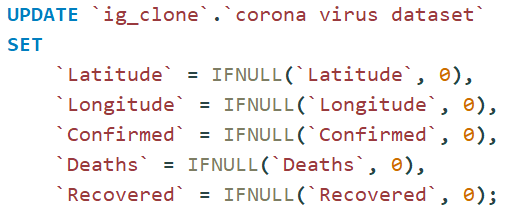 UPDATE `ig_clone`.`corona virus dataset`
SET
`Latitude` = IFNULL(`Latitude`, 0),
`Longitude` = IFNULL(`Longitude`, 0),
`Confirmed` = IFNULL(`Confirmed`, 0),
`Deaths` = IFNULL(`Deaths`, 0),
`Recovered` = IFNULL(`Recovered`, 0);